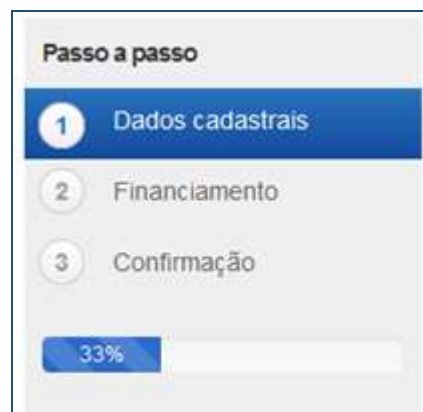 Passo a passo
1 Dados cadastrais
2 Financiamento
3 Confirmação
33%